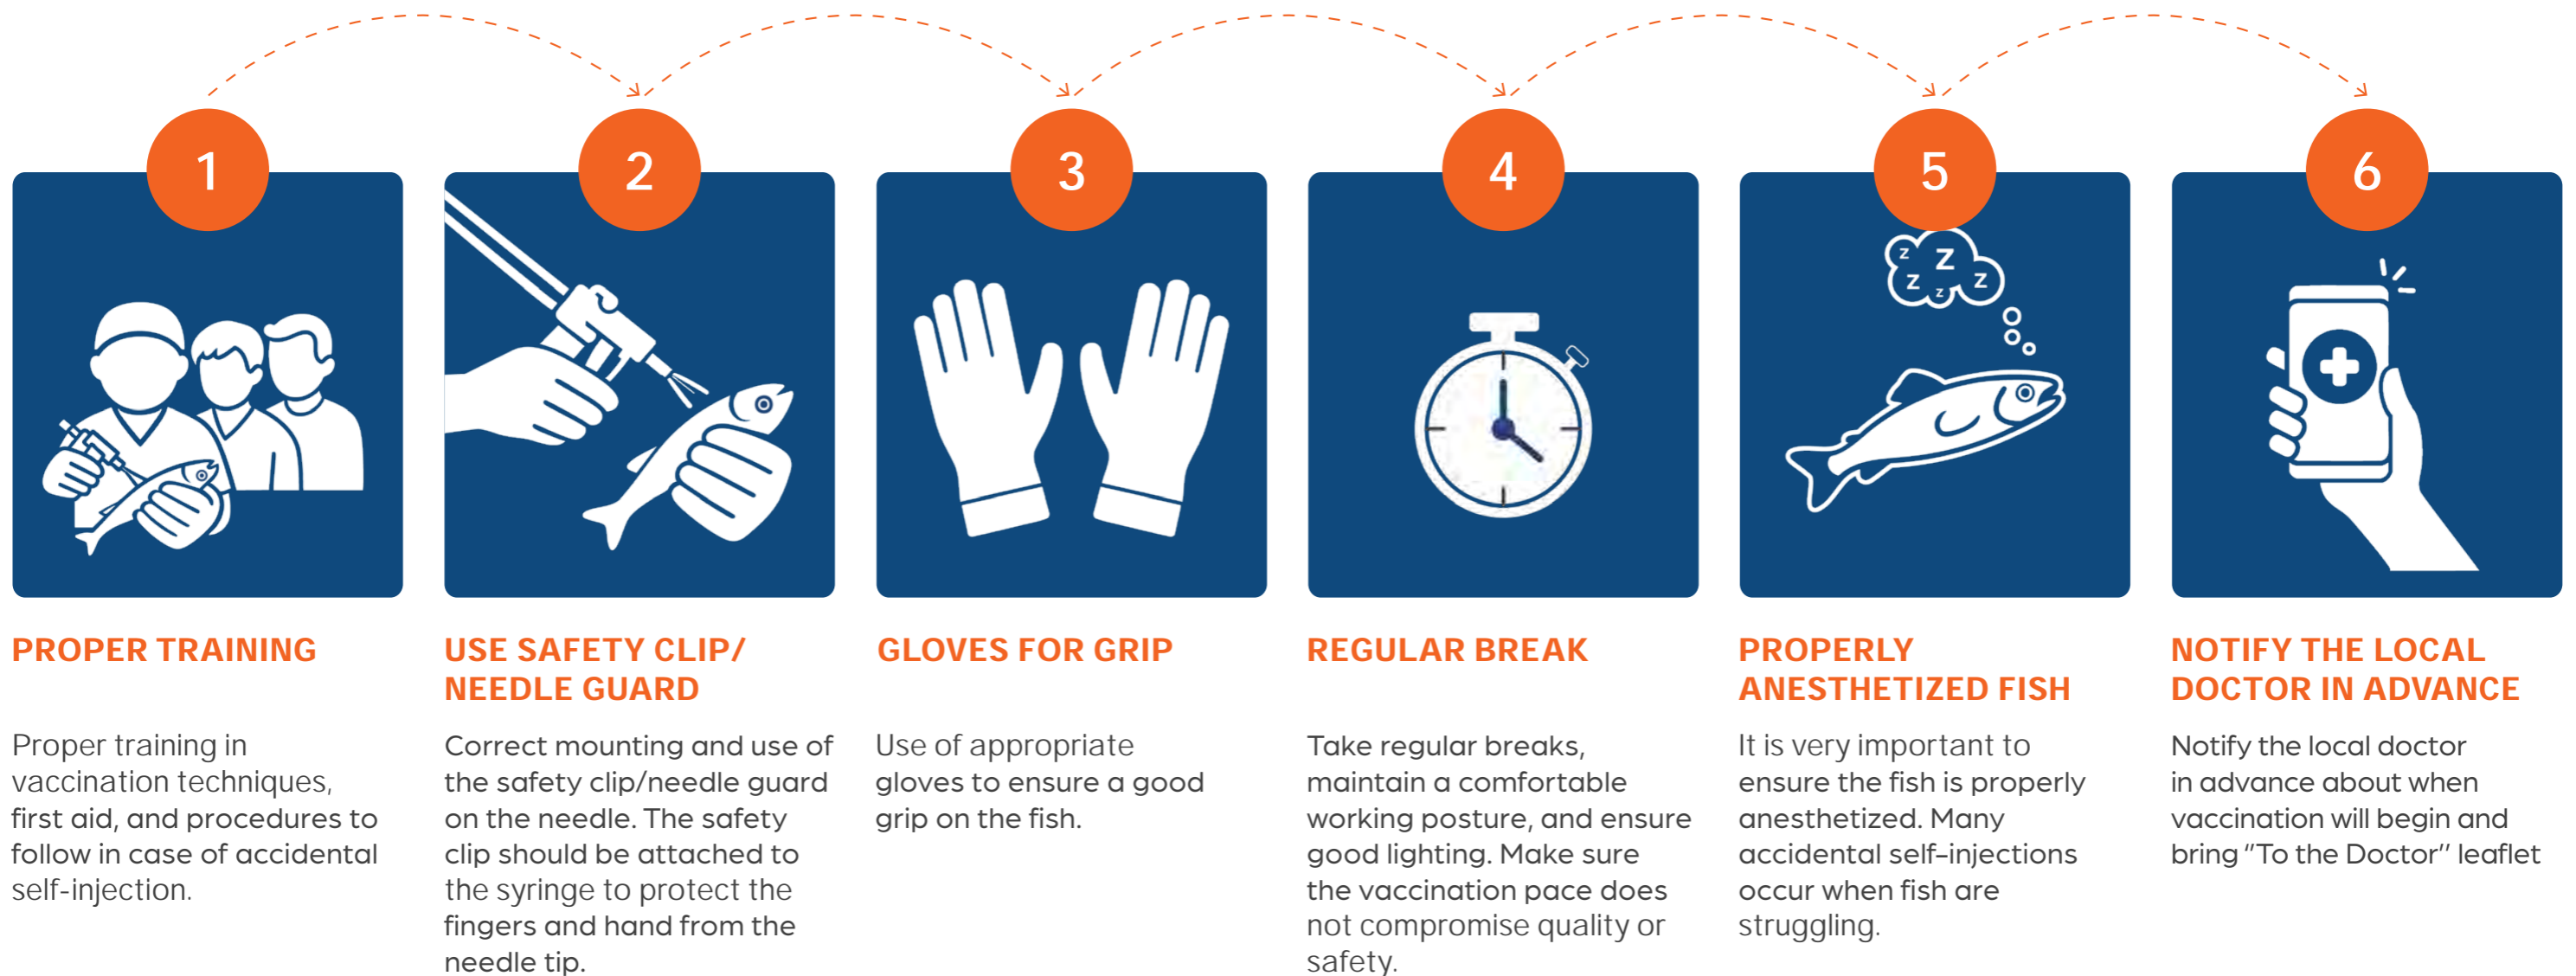 1
PROPER TRAINING
Proper training in
vaccination techniques,
first aid, and procedures to
follow in case of accidental
self-injection.
2
USE SAFETY CLIP/
NEEDLE GUARD
Correct mounting and use of
the safety clip/needle guard
on the needle. The safety
clip should be attached to
the syringe to protect the
fingers and hand from the
needle tip.
3
GLOVES FOR GRIP
Use of appropriate
gloves to ensure a good
grip on the fish.
4
REGULAR BREAK
Take regular breaks,
maintain a comfortable
working posture, and ensure
good lighting. Make sure
the vaccination pace does
not compromise quality or
safety.
5
z Z
z z z
PROPERLY
ANESTHETIZED FISH
It is very important to
ensure the fish is properly
anesthetized. Many
accidental self-injections
occur when fish are
struggling.
6
NOTIFY THE LOCAL
DOCTOR IN ADVANCE
Notify the local doctor
in advance about when
vaccination will begin and
bring "To the Doctor" leaflet